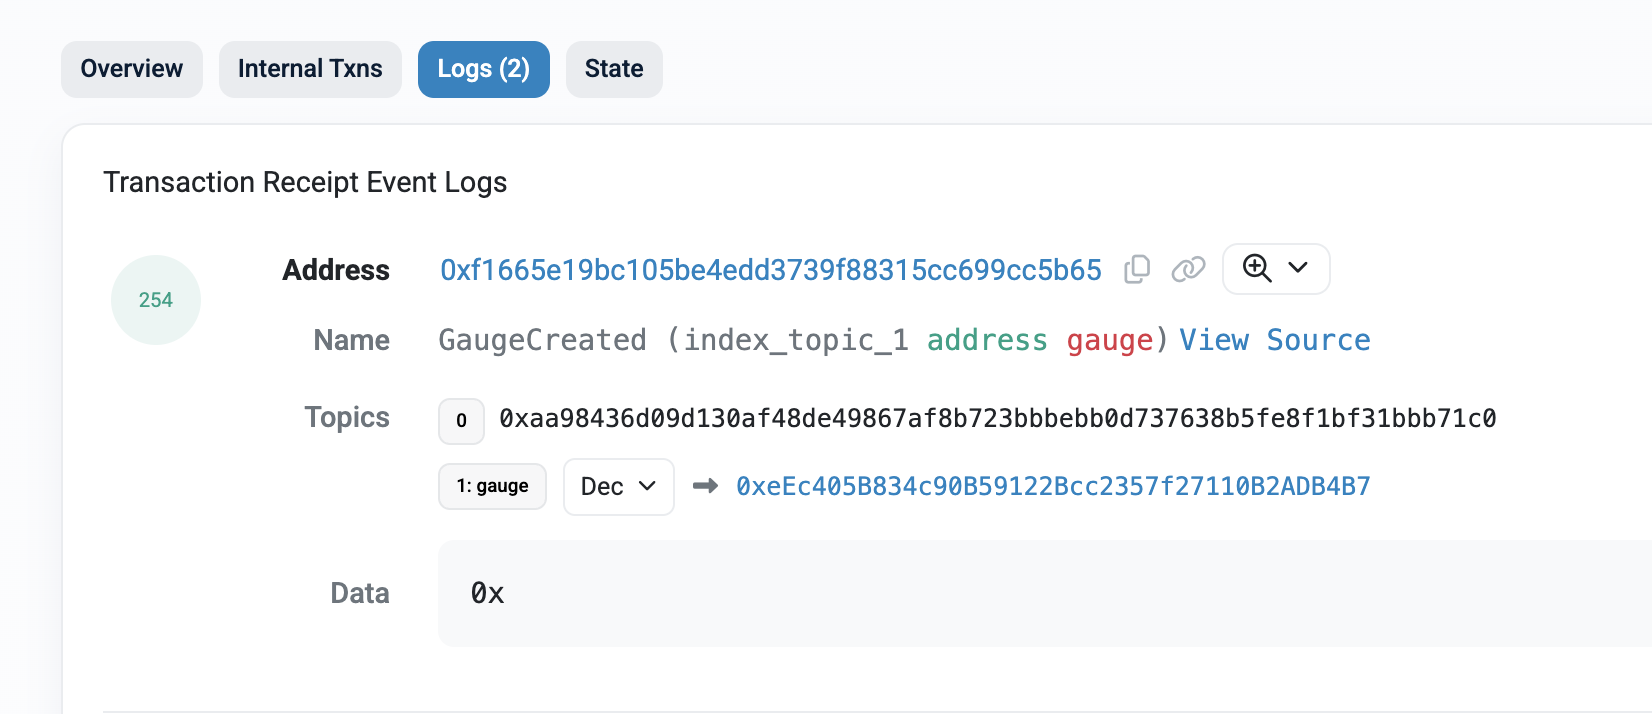 Overview Internal Txns Logs (2) State
Transaction Receipt Event Logs
254
Address 0xf1665e19bc105be4edd3739f88315cc699cc5b65
Name GaugeCreated (index_topic_1 address gauge) View Source
Topics 0 0xaa98436d09d130af48de49867af8b723bbbebb0d737638b5fe8f1bf31bbb71c0
1: gauge Dec 0xeEc405B834c90B59122Bcc2357f27110B2ADB4B7
Data 0x